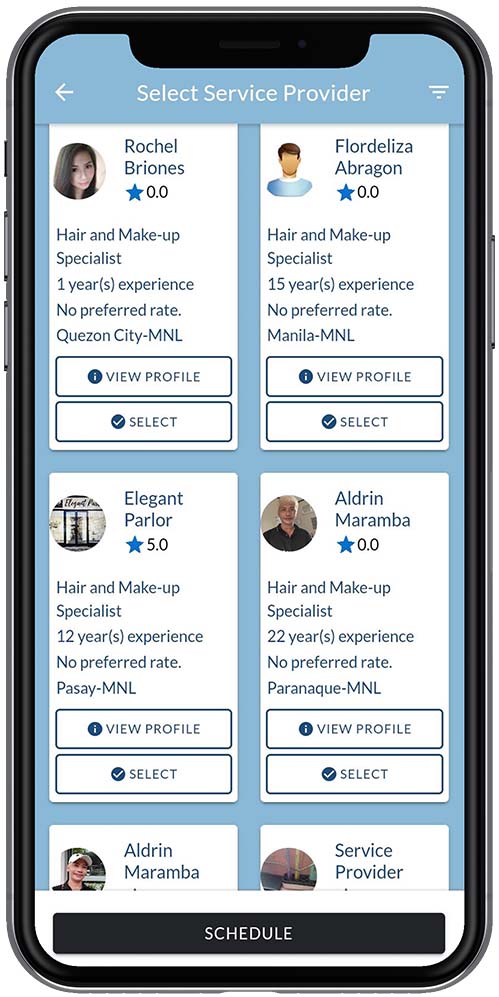 Select Service Provider
Rochel
Briones
0.0
Hair and Make-up
Specialist
1 year(s) experience
No preferred rate.
Quezon City-MNL
VIEW PROFILE
SELECT
Flordeliza
Abragon
0.0
Hair and Make-up
Specialist
15 year(s) experience
No preferred rate.
Manila-MNL
VIEW PROFILE
SELECT
Elegant
Parlor
5.0
Hair and Make-up
Specialist
12 year(s) experience
No preferred rate.
Pasay-MNL
VIEW PROFILE
SELECT
Aldrin
Maramba
0.0
Hair and Make-up
Specialist
22 year(s) experience
No preferred rate.
Paranaque-MNL
VIEW PROFILE
SELECT
Aldrin
Maramba
Service
Provider
SCHEDULE